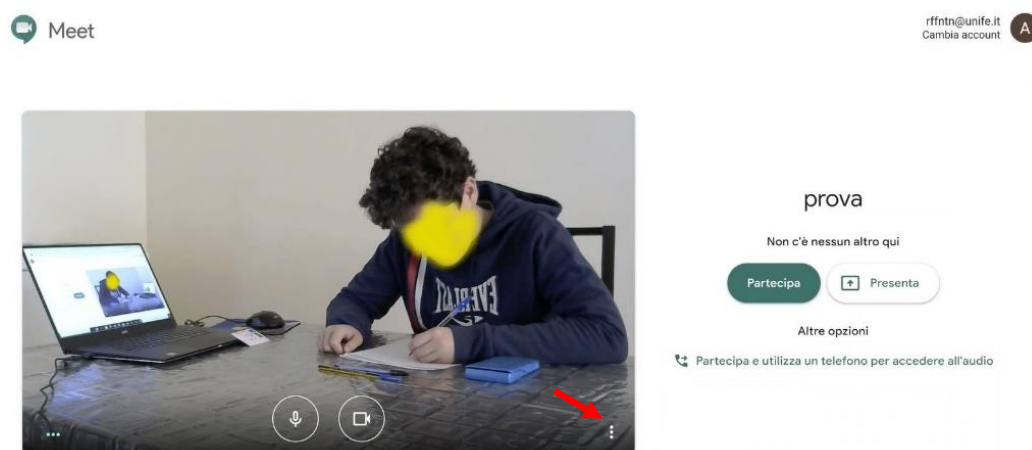 Meet
rffntn@unife.it
Cambia account
A
EVERLAST
prova
Non c'è nessun altro qui
Partecipa
Presenta
Altre opzioni
Partecipa e utilizza un telefono per accedere all'audio